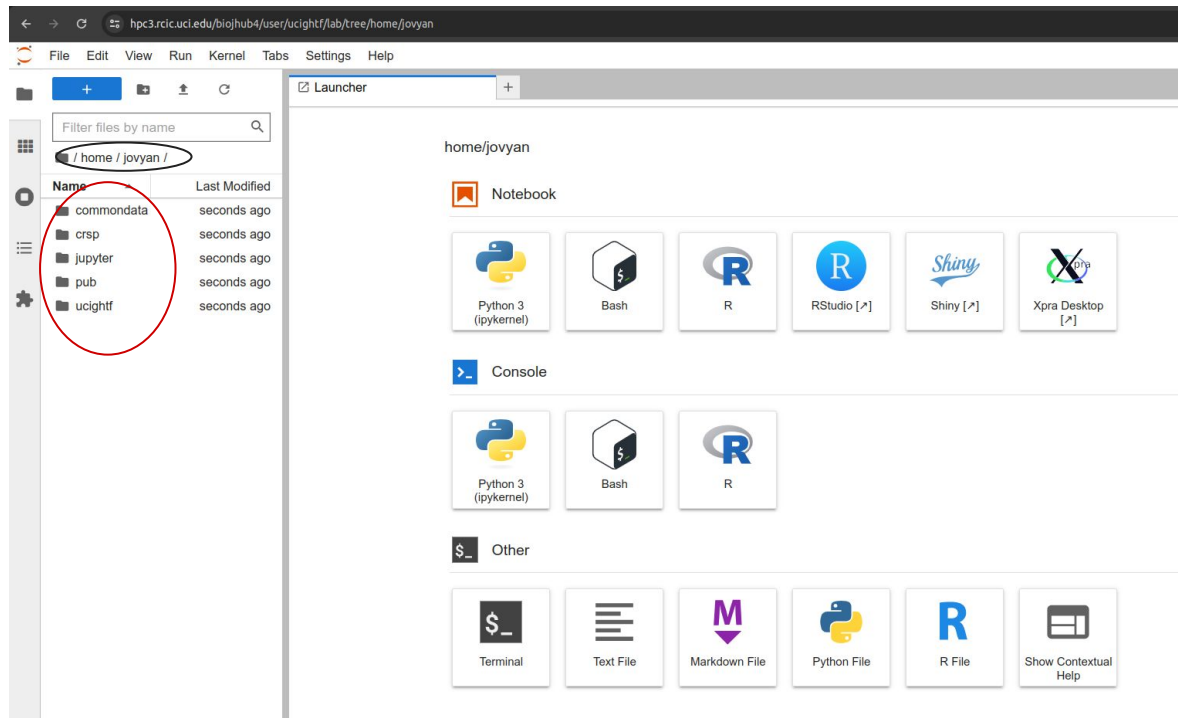 hpc3.rcic.uci.edu/biojhub4/user/ucightf/lab/tree/home/jovyan
File Edit View Run Kernel Tabs Settings Help
+
Launcher
+
Filter files by name
/ home / jovyan /
Name Last Modified
commondata seconds ago
crsp seconds ago
jupyter seconds ago
pub seconds ago
ucightf seconds ago
home/jovyan
Notebook
$_ R R Shiny Xpra
Python 3 Bash R RStudio [↗] Shiny [↗] Xpra Desktop
(ipykernel) [↗]
>_ Console
$_ R
Python 3 Bash R
(ipykernel)
$_ Other
$_ M R
Terminal Text File Markdown File Python File R File Show Contextual
Help